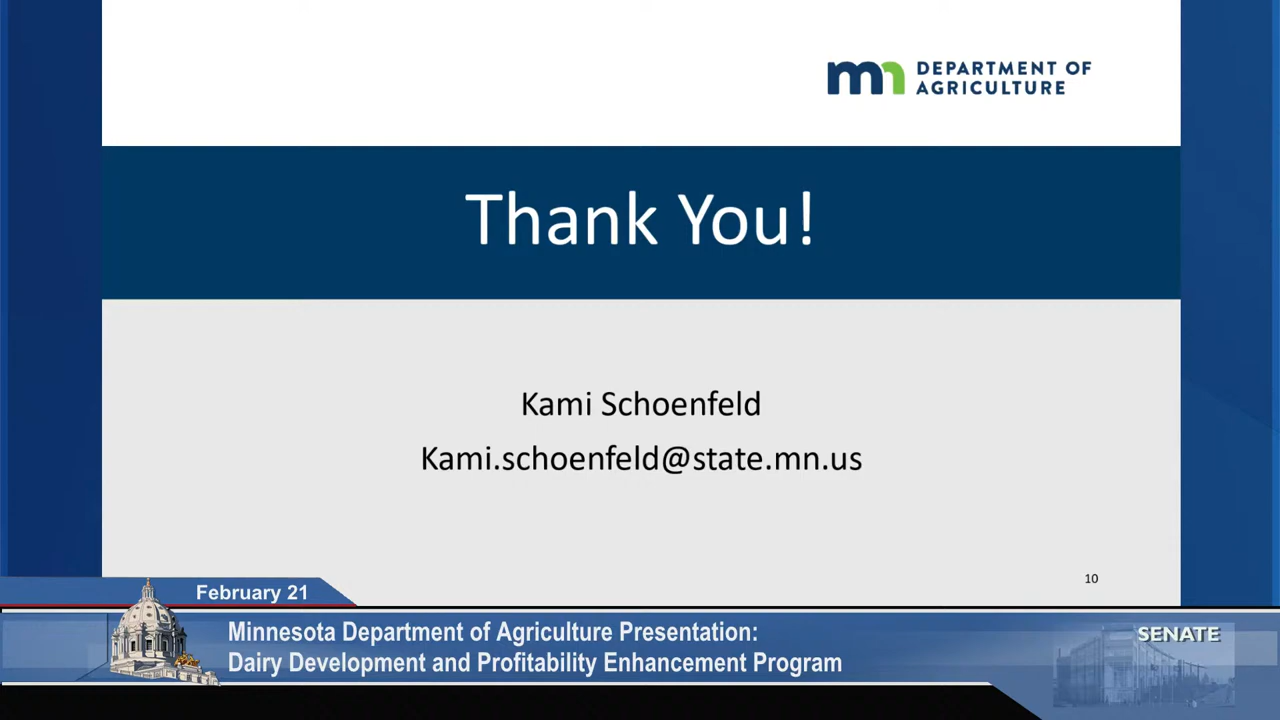 mn DEPARTMENT OF
AGRICULTURE
Thank You!
Kami Schoenfeld
Kami.schoenfeld@state.mn.us
10
February 21
Minnesota Department of Agriculture Presentation:
Dairy Development and Profitability Enhancement Program
SENATE